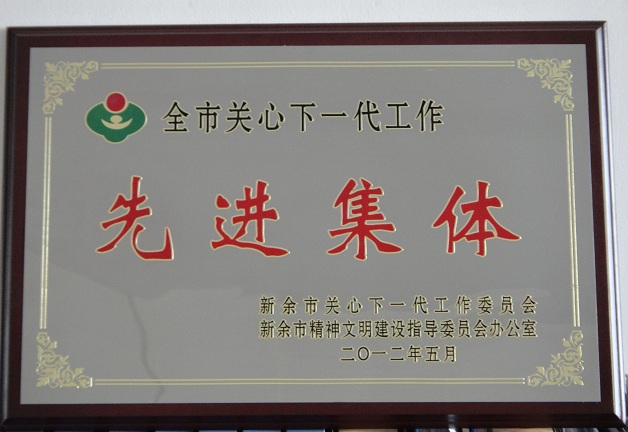 全市关心下一代工作
先进集体
新余市关心下一代工作委员会
新余市精神文明建设指导委员会办公室
二〇一二年五月